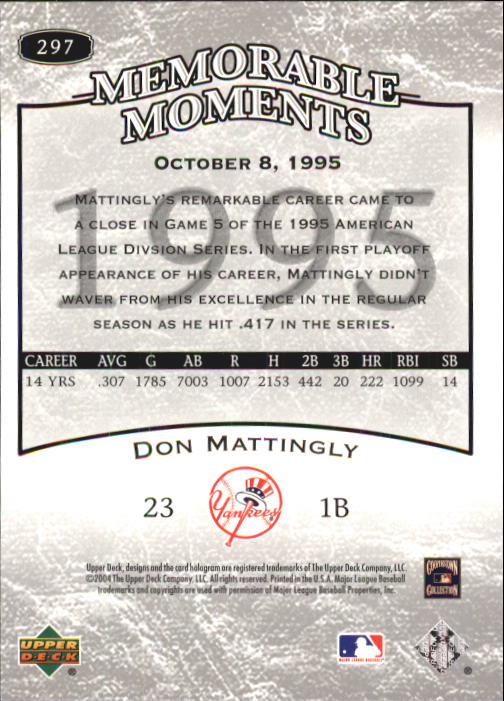 297
MEMORABLE
MOMENTS
OCTOBER 8, 1995
1995
MATTINGLY'S REMARKABLE CAREER CAME TO
A CLOSE IN GAME 5 OF THE 1995 AMERICAN
LEAGUE DIVSION SERIES. IN THE FIRST PLAYOFF
APPEARANCE OF HIS CAREER, MATTINGLY DIDN'T
WAVER FROM HIS EXCELLENCE IN THE REGULAR
SEASON AS HE HIT .417 IN THE SERIES.
CAREER AVG G AB R H 2B 3B HR RBI SB
14 YRS .307 1785 7003 1007 2153 442 20 222 1099 14
DON MATTINGLY
23 Yankees 1B
Upper Deck, designs and the card hologram are registered trademarks of The Upper Deck Company, LLC.
©2004 The Upper Deck Company, LLC. All rights reserved. Printed in the U.S.A. Major League Baseball
trademarks and copyrights are used with permission of Major League Baseball Properties, Inc.
COOPERSTOWN
COLLECTION
UPPER
DECK ®
MAJOR LEAGUE BASEBALL
®